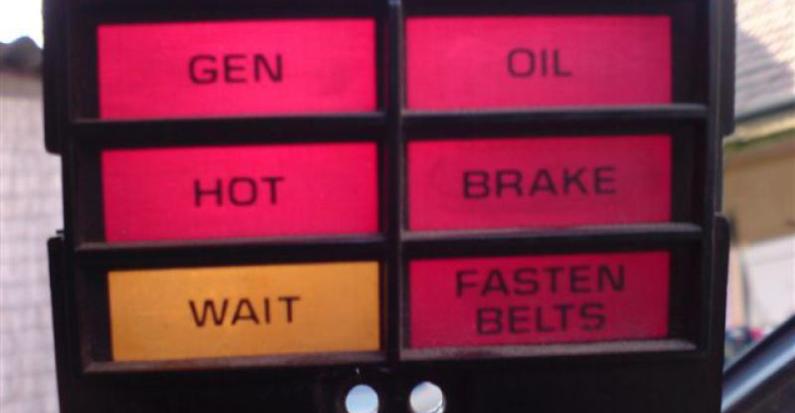 GEN
OIL
HOT
BRAKE
WAIT
FASTEN
BELTS